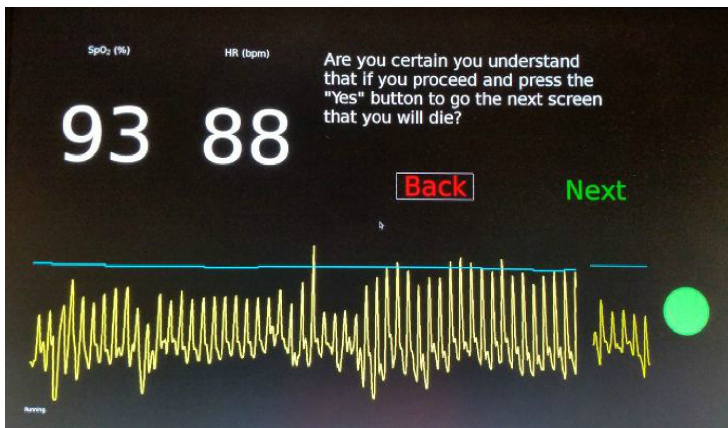 SpO₂ (%)
HR (bpm)
93
88
Are you certain you understand
that if you proceed and press the
"Yes" button to go the next screen
that you will die?
Back
Next
Running.